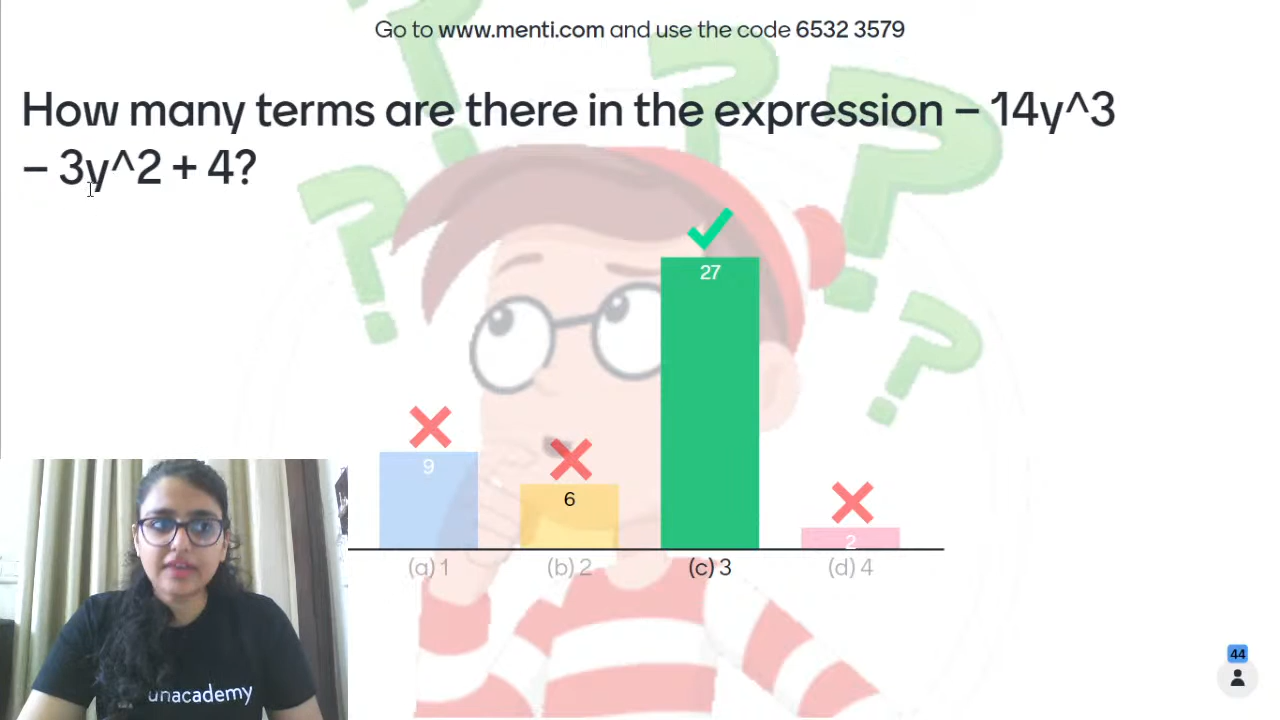 Go to www.menti.com and use the code 6532 3579
How many terms are there in the expression – 14y^3
– 3y^2 + 4?
27
9
6
2
(a) 1
(b) 2
(c) 3
(d) 4
unacademy
44